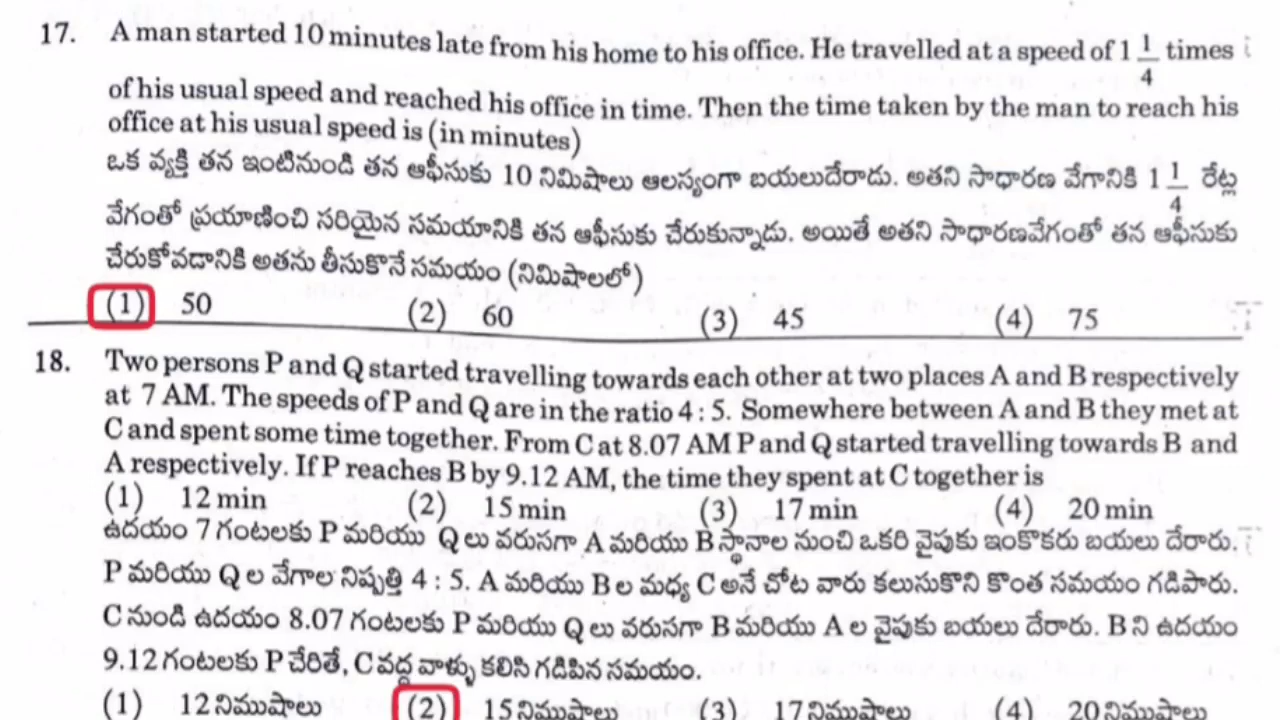 17. A man started 10 minutes late from his home to his office. He travelled at a speed of 1 1/4 times
of his usual speed and reached his office in time. Then the time taken by the man to reach his
office at his usual speed is (in minutes)
ఒక వ్యక్తి తన ఇంటినుండి తన ఆఫీసుకు 10 నిమిషాలు ఆలస్యంగా బయలుదేరాడు. అతని సాధారణ వేగానికి 1 1/4 రేట్ల
వేగంతో ప్రయాణించి సరియైన సమయానికి తన ఆఫీసుకు చేరుకున్నాడు. అయితే అతని సాధారణవేగంతో తన ఆఫీసుకు
చేరుకోవడానికి అతను తీసుకొనే సమయం (నిమిషాలలో)
(1) 50 (2) 60 (3) 45 (4) 75
18. Two persons P and Q started travelling towards each other at two places A and B respectively
at 7 AM. The speeds of P and Q are in the ratio 4 : 5. Somewhere between A and B they met at
C and spent some time together. From C at 8.07 AM P and Q started travelling towards B and
A respectively. If P reaches B by 9.12 AM, the time they spent at C together is
(1) 12 min (2) 15 min (3) 17 min (4) 20 min
ఉదయం 7 గంటలకు P మరియు Q లు వరుసగా A మరియు B స్థానాల నుంచి ఒకరి వైపుకు ఇంకొకరు బయలు దేరారు.
P మరియు Q ల వేగాల నిష్పత్తి 4 : 5. A మరియు B ల మధ్య C అనే చోట వారు కలుసుకొని కొంత సమయం గడిపారు.
C నుండి ఉదయం 8.07 గంటలకు P మరియు Q లు వరుసగా B మరియు A ల వైపుకు బయలు దేరారు. B ని ఉదయం
9.12 గంటలకు P చేరితే, C వద్ద వాళ్ళు కలిసి గడిపిన సమయం.
(1) 12 నిముషాలు (2) 15 నిముషాలు (3) 17 నిముషాలు (4) 20 నిముషాలు